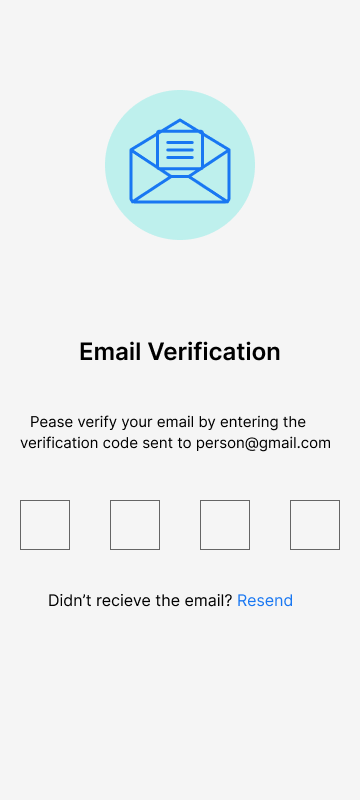 Email Verification
Pease verify your email by entering the
verification code sent to person@gmail.com
Didn’t recieve the email? Resend